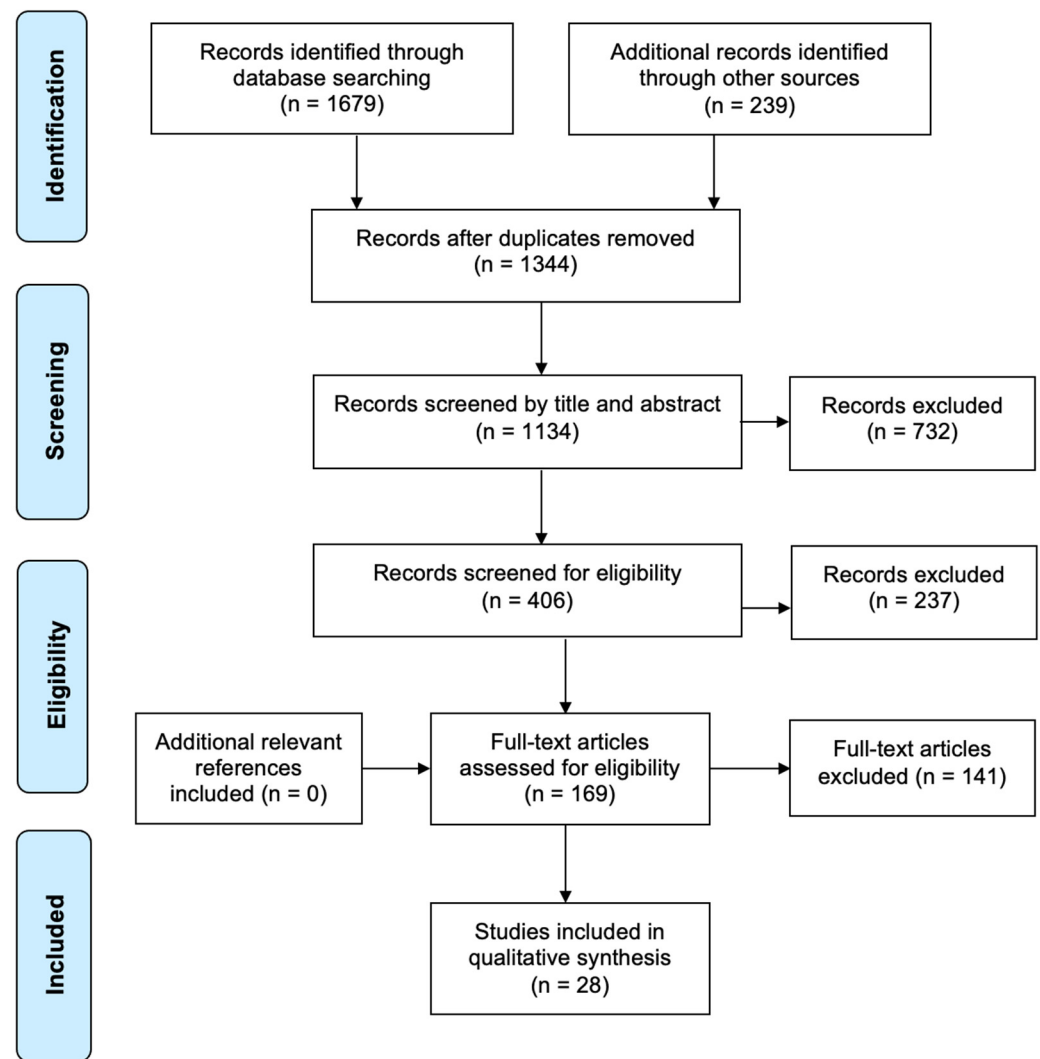 Identification
Records identified through
database searching
(n = 1679)
Additional records identified
through other sources
(n = 239)
Records after duplicates removed
(n = 1344)
Screening
Records screened by title and abstract
(n = 1134)
Records excluded
(n = 732)
Eligibility
Records screened for eligibility
(n = 406)
Records excluded
(n = 237)
Additional relevant
references
included (n = 0)
Full-text articles
assessed for eligibility
(n = 169)
Full-text articles
excluded (n = 141)
Included
Studies included in
qualitative synthesis
(n = 28)